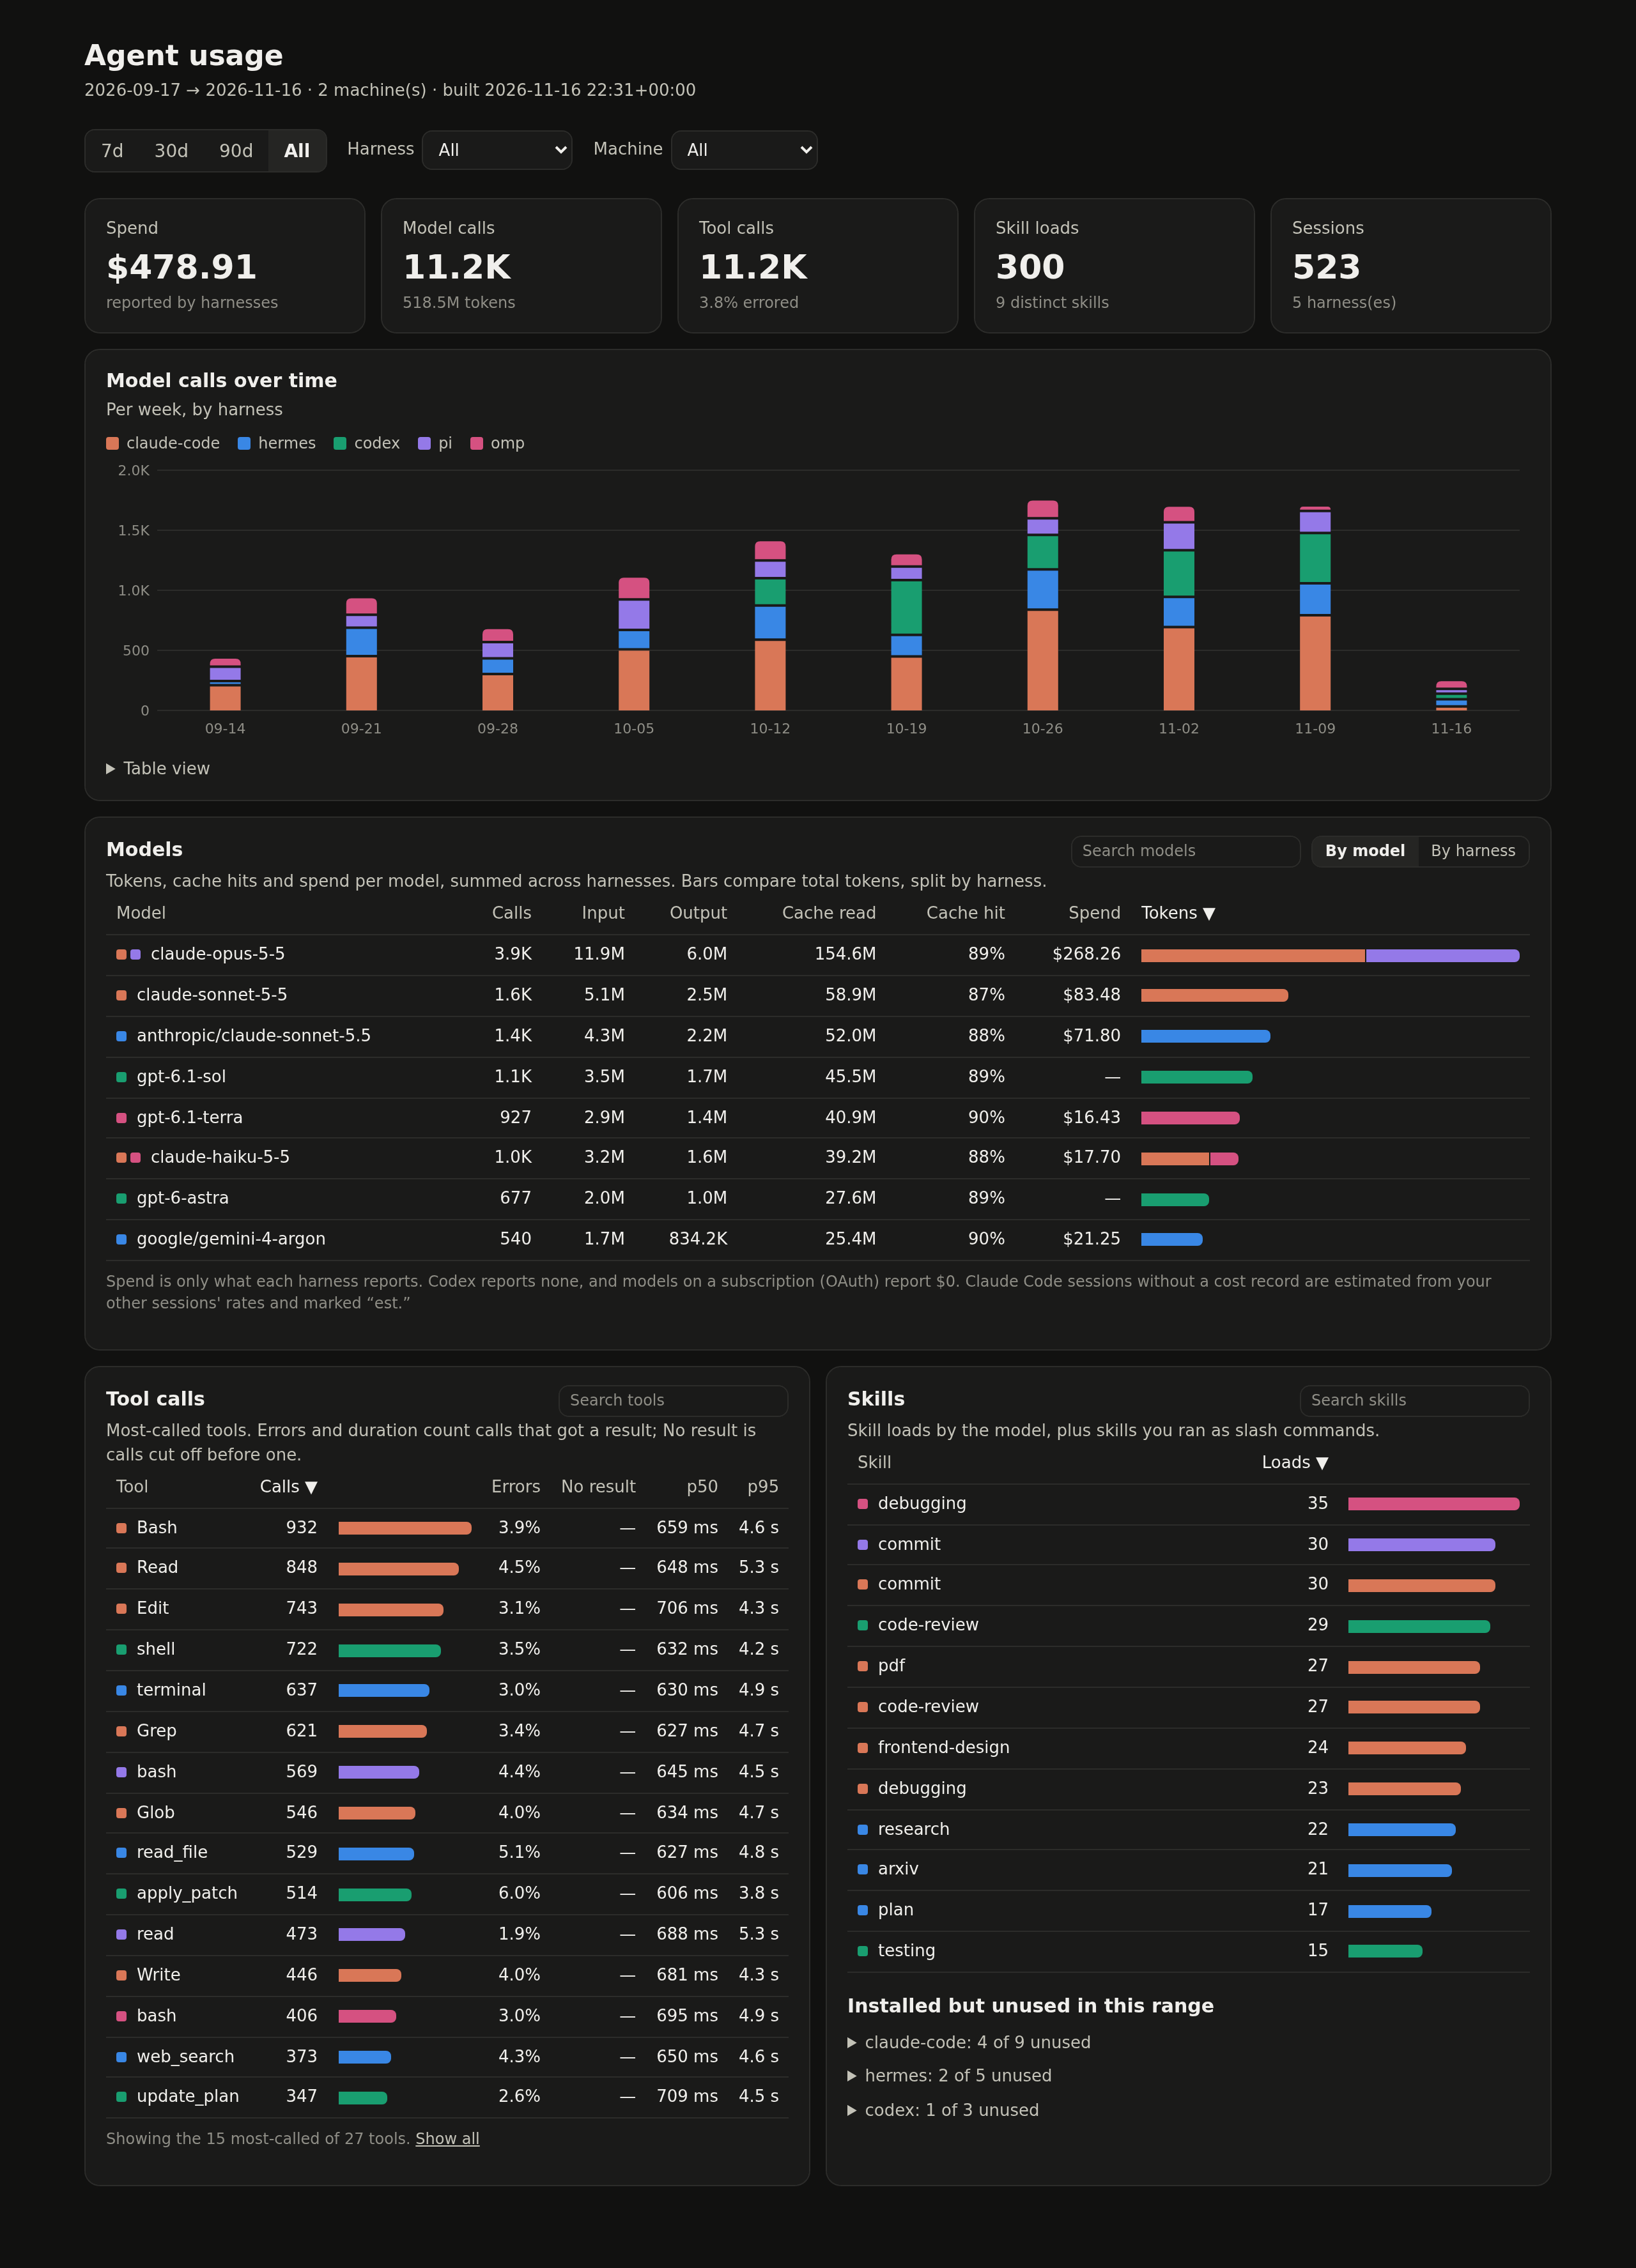 Agent usage
2026-09-17 → 2026-11-16 · 2 machine(s) · built 2026-11-16 22:31+00:00
7d 30d 90d All Harness All Machine All
Spend
$478.91
reported by harnesses
Model calls
11.2K
518.5M tokens
Tool calls
11.2K
3.8% errored
Skill loads
300
9 distinct skills
Sessions
523
5 harness(es)
Model calls over time
Per week, by harness
claude-code hermes codex pi omp
2.0K
1.5K
1.0K
500
0
09-14 09-21 09-28 10-05 10-12 10-19 10-26 11-02 11-09 11-16
▶ Table view
Models Search models By model By harness
Tokens, cache hits and spend per model, summed across harnesses. Bars compare total tokens, split by harness.
Model Calls Input Output Cache read Cache hit Spend Tokens ▼
claude-opus-5-5 3.9K 11.9M 6.0M 154.6M 89% $268.26
claude-sonnet-5-5 1.6K 5.1M 2.5M 58.9M 87% $83.48
anthropic/claude-sonnet-5.5 1.4K 4.3M 2.2M 52.0M 88% $71.80
gpt-6.1-sol 1.1K 3.5M 1.7M 45.5M 89% —
gpt-6.1-terra 927 2.9M 1.4M 40.9M 90% $16.43
claude-haiku-5-5 1.0K 3.2M 1.6M 39.2M 88% $17.70
gpt-6-astra 677 2.0M 1.0M 27.6M 89% —
google/gemini-4-argon 540 1.7M 834.2K 25.4M 90% $21.25
Spend is only what each harness reports. Codex reports none, and models on a subscription (OAuth) report $0. Claude Code sessions without a cost record are estimated from your
other sessions' rates and marked “est.”
Tool calls Search tools
Most-called tools. Errors and duration count calls that got a result; No result is
calls cut off before one.
Tool Calls ▼ Errors No result p50 p95
Bash 932 3.9% — 659 ms 4.6 s
Read 848 4.5% — 648 ms 5.3 s
Edit 743 3.1% — 706 ms 4.3 s
shell 722 3.5% — 632 ms 4.2 s
terminal 637 3.0% — 630 ms 4.9 s
Grep 621 3.4% — 627 ms 4.7 s
bash 569 4.4% — 645 ms 4.5 s
Glob 546 4.0% — 634 ms 4.7 s
read_file 529 5.1% — 627 ms 4.8 s
apply_patch 514 6.0% — 606 ms 3.8 s
read 473 1.9% — 688 ms 5.3 s
Write 446 4.0% — 681 ms 4.3 s
bash 406 3.0% — 695 ms 4.9 s
web_search 373 4.3% — 650 ms 4.6 s
update_plan 347 2.6% — 709 ms 4.5 s
Showing the 15 most-called of 27 tools. Show all
Skills Search skills
Skill loads by the model, plus skills you ran as slash commands.
Skill Loads ▼
debugging 35
commit 30
commit 30
code-review 29
pdf 27
code-review 27
frontend-design 24
debugging 23
research 22
arxiv 21
plan 17
testing 15
Installed but unused in this range
▶ claude-code: 4 of 9 unused
▶ hermes: 2 of 5 unused
▶ codex: 1 of 3 unused